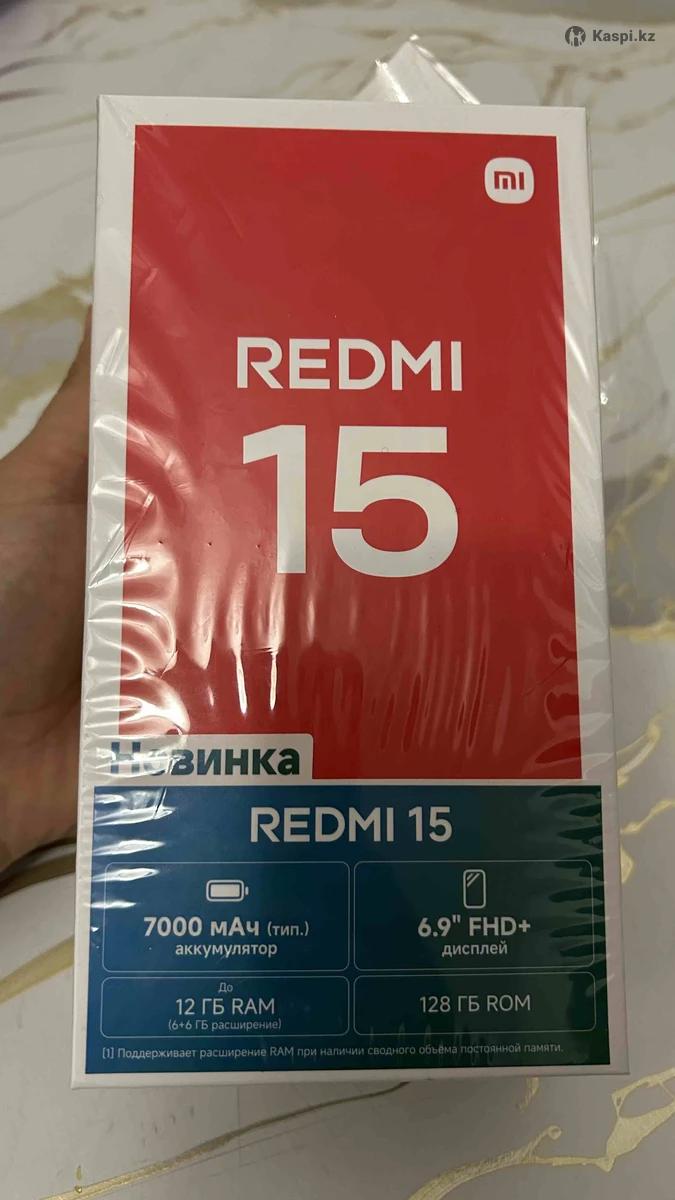 Kaspi.kz
mi
REDMI
15
Новинка
REDMI 15
7000 мАч (тип.)
аккумулятор
6.9" FHD+
дисплей
До
12 ГБ RAM
(6+6 ГБ расширение)
128 ГБ ROM
[1] Поддерживает расширение RAM при наличии сводного объёма постоянной памяти.